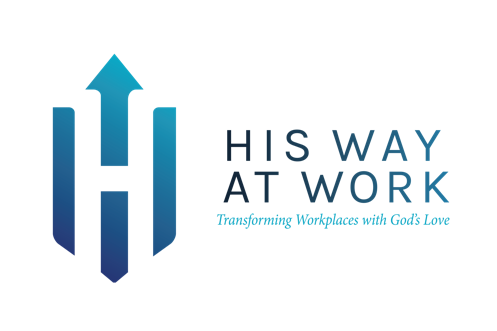 HIS WAY
AT WORK
Transforming Workplaces with God's Love